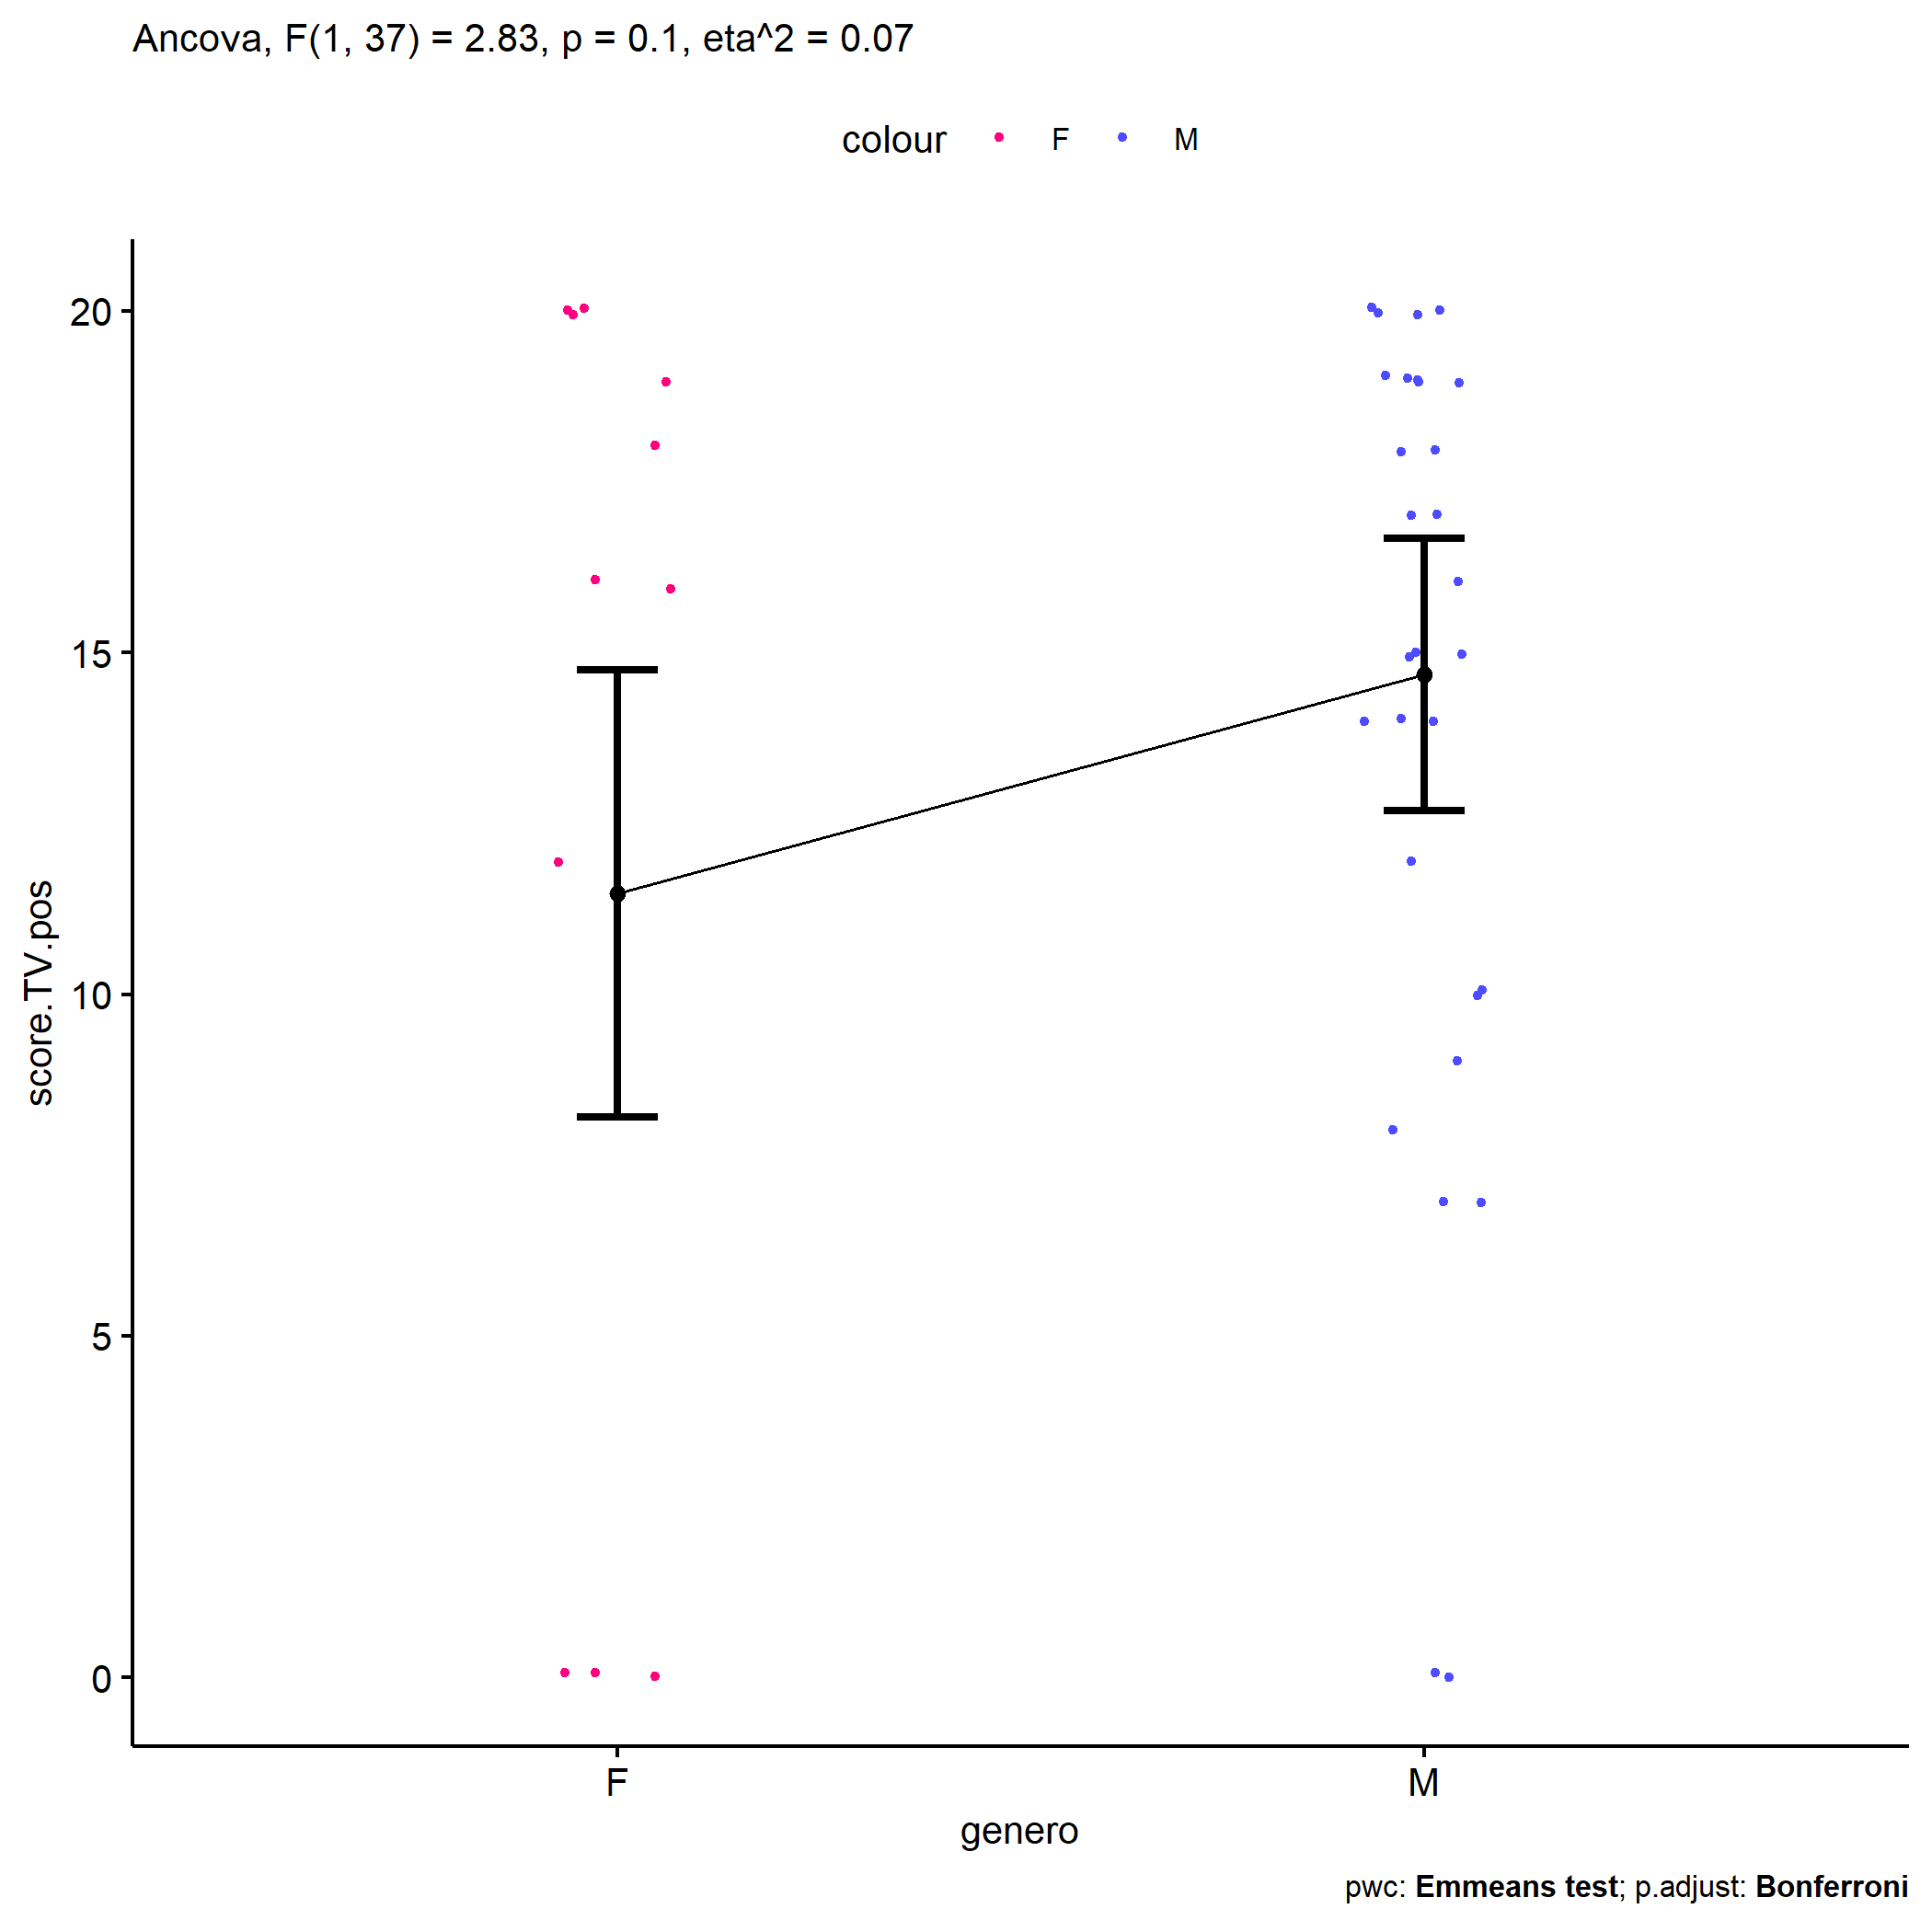 Ancova, F(1, 37) = 2.83, p = 0.1, eta^2 = 0.07
colour F M
20
15
10
5
0
score.TV.pos
F M
genero
pwc: Emmeans test; p.adjust: Bonferroni